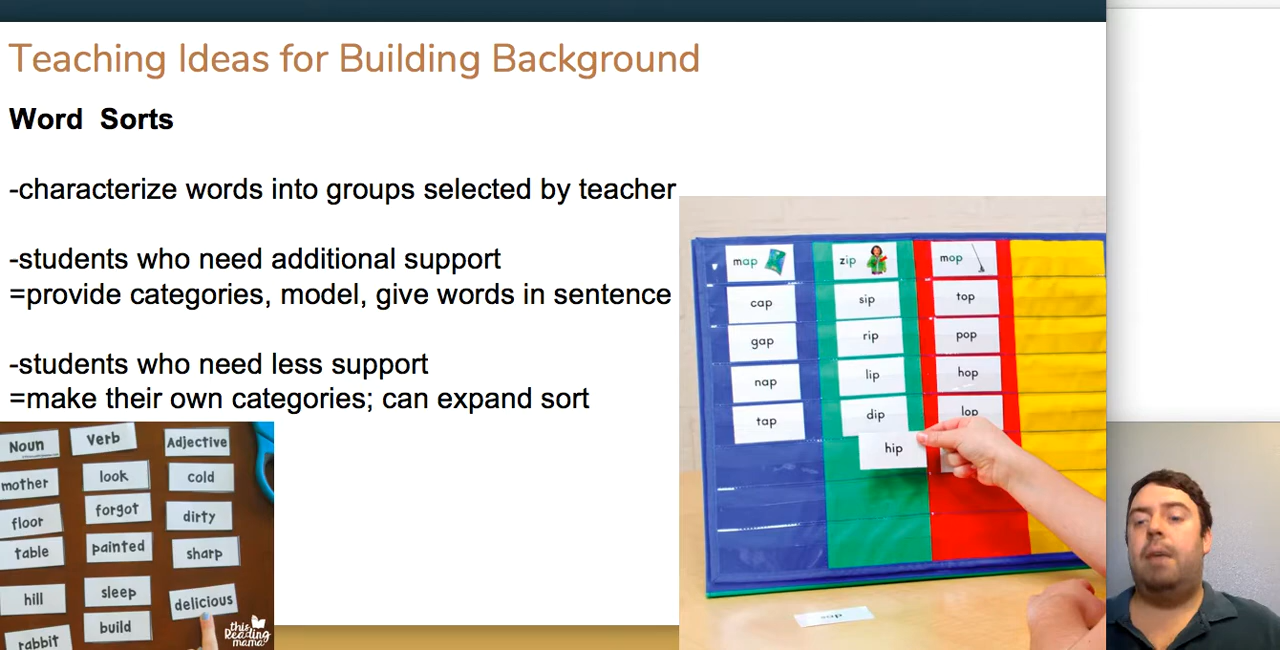 Teaching Ideas for Building Background
Word Sorts
-characterize words into groups selected by teacher
-students who need additional support
=provide categories, model, give words in sentence
-students who need less support
=make their own categories; can expand sort
Noun Verb Adjective
mother look cold
floor forgot dirty
table painted sharp
hill sleep delicious
rabbit build
this
Reading
mama
map zip mop
cap sip top
gap rip pop
nap lip hop
tap dip lop
hip